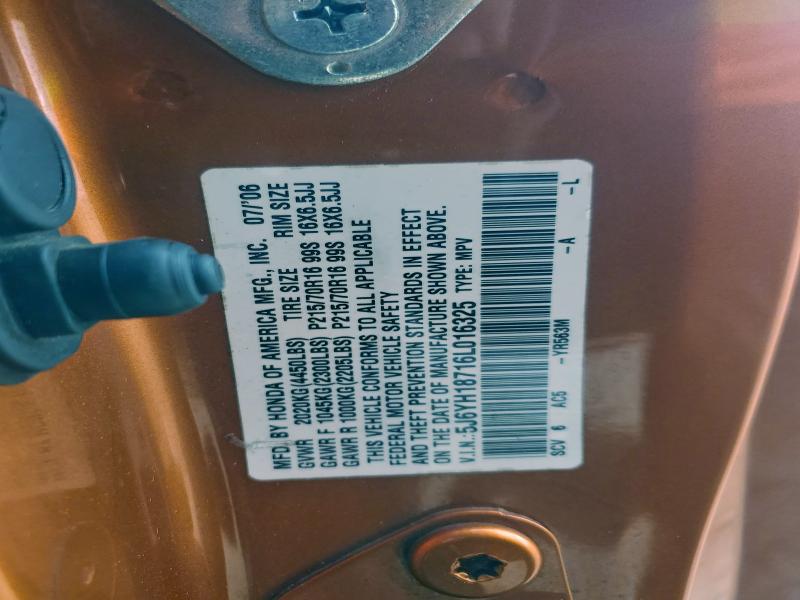 MFD. BY HONDA OF AMERICA MFG., INC. 07/'06
GVWR 2020KG(4450LBS) TIRE SIZE RIM SIZE
GAWR F 1045KG(2300LBS) P215/70R16 99S 16X6.5JJ
GAWR R 1000KG(2205LBS) P215/70R16 99S 16X6.5JJ
THIS VEHICLE CONFORMS TO ALL APPLICABLE
FEDERAL MOTOR VEHICLE SAFETY
AND THEFT PREVENTION STANDARDS IN EFFECT
ON THE DATE OF MANUFACTURE SHOWN ABOVE.
V.I.N.: 5J6YH18716L016325 TYPE: MPV
SCV 6 AC5 -YR563M -A -L